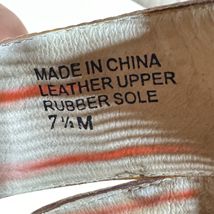 MADE IN CHINA
LEATHER UPPER
RUBBER SOLE
7 ½ M